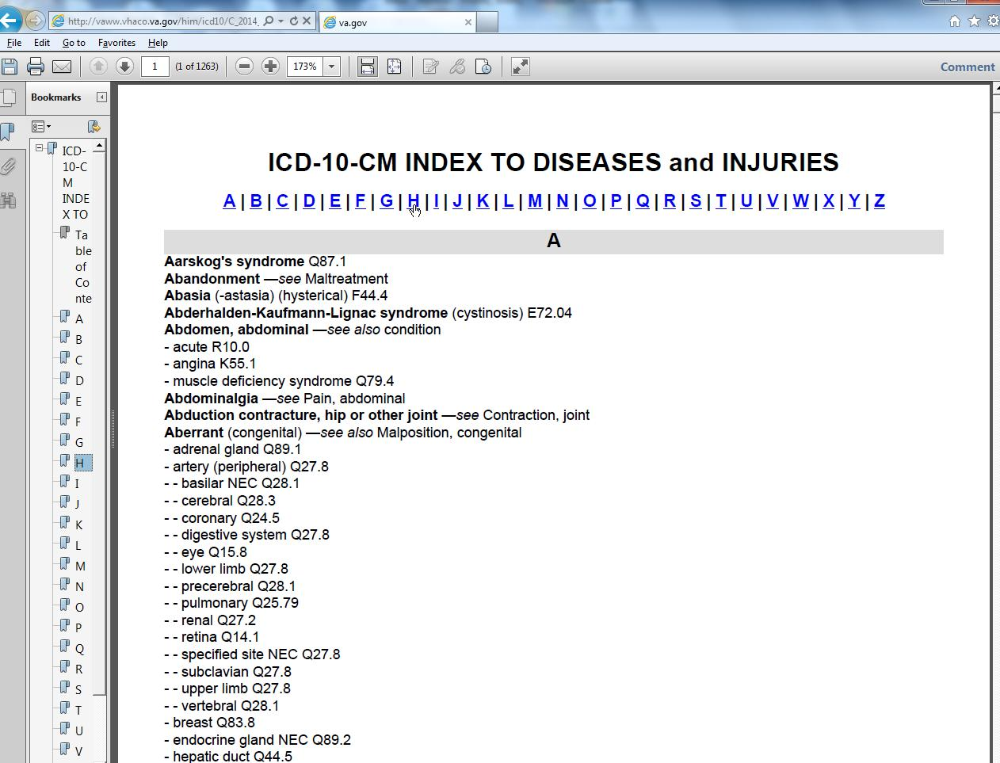 http://vaww.vhaco.va.gov/him/icd10/C_2014_
va.gov
File Edit Go to Favorites Help
1 (1 of 1263) 173% Comment
Bookmarks
ICD-
10-C
M
INDE
X TO
Ta
ble
of
Co
nte
A
B
C
D
E
F
G
H
I
J
K
L
M
N
O
P
Q
R
S
T
U
V
ICD-10-CM INDEX TO DISEASES and INJURIES
A | B | C | D | E | F | G | H | I | J | K | L | M | N | O | P | Q | R | S | T | U | V | W | X | Y | Z
A
Aarskog's syndrome Q87.1
Abandonment —see Maltreatment
Abasia (-astasia) (hysterical) F44.4
Abderhalden-Kaufmann-Lignac syndrome (cystinosis) E72.04
Abdomen, abdominal —see also condition
- acute R10.0
- angina K55.1
- muscle deficiency syndrome Q79.4
Abdominalgia —see Pain, abdominal
Abduction contracture, hip or other joint —see Contraction, joint
Aberrant (congenital) —see also Malposition, congenital
- adrenal gland Q89.1
- artery (peripheral) Q27.8
- - basilar NEC Q28.1
- - cerebral Q28.3
- - coronary Q24.5
- - digestive system Q27.8
- - eye Q15.8
- - lower limb Q27.8
- - precerebral Q28.1
- - pulmonary Q25.79
- - renal Q27.2
- - retina Q14.1
- - specified site NEC Q27.8
- - subclavian Q27.8
- - upper limb Q27.8
- - vertebral Q28.1
- breast Q83.8
- endocrine gland NEC Q89.2
- hepatic duct Q44.5